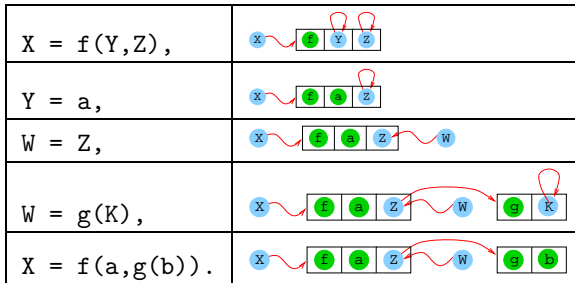 X = f(Y,Z), X f Y Z
Y = a, X f a Z
W = Z, X f a Z W
W = g(K), X f a Z W g K
X = f(a,g(b)). X f a Z W g b